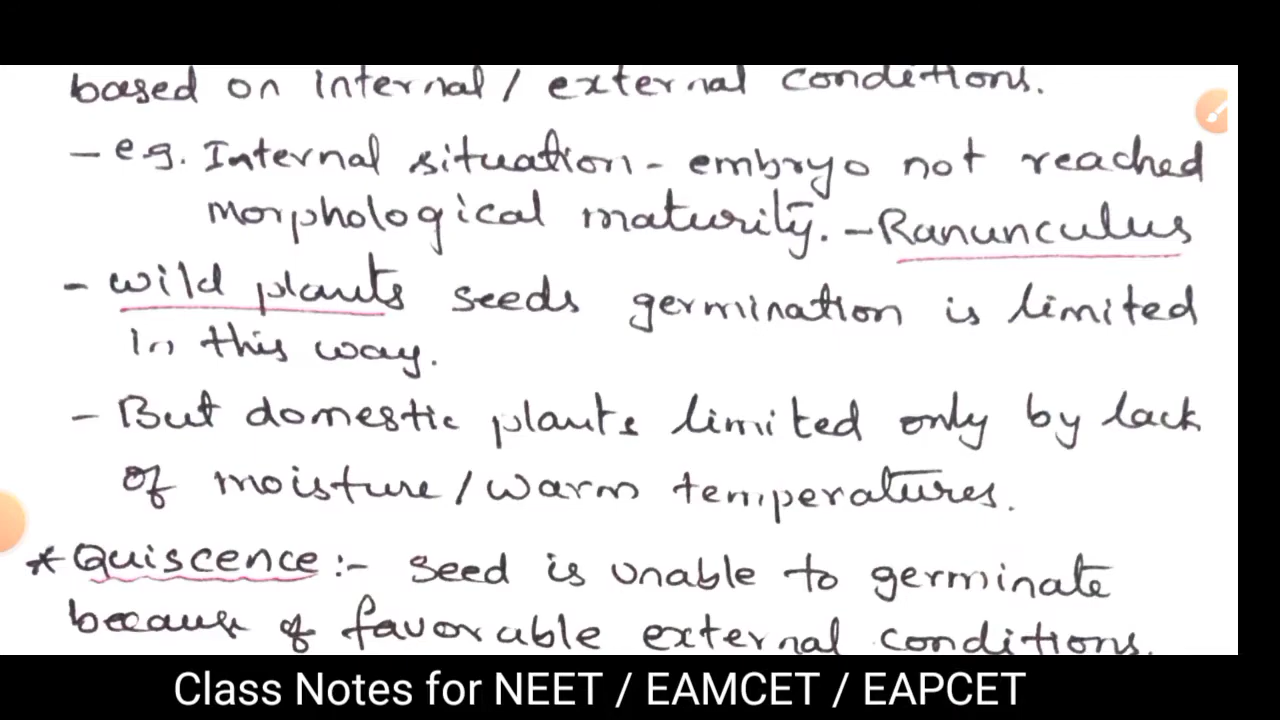 based on internal / external conditions.
- e.g. Internal situation - embryo not reached
morphological maturity. - Ranunculus
- wild plants seeds germination is limited
in this way.
- But domestic plants limited only by lack
of moisture / warm temperatures.
* Quiscence :- seed is unable to germinate
because of favorable external conditions.
Class Notes for NEET / EAMCET / EAPCET